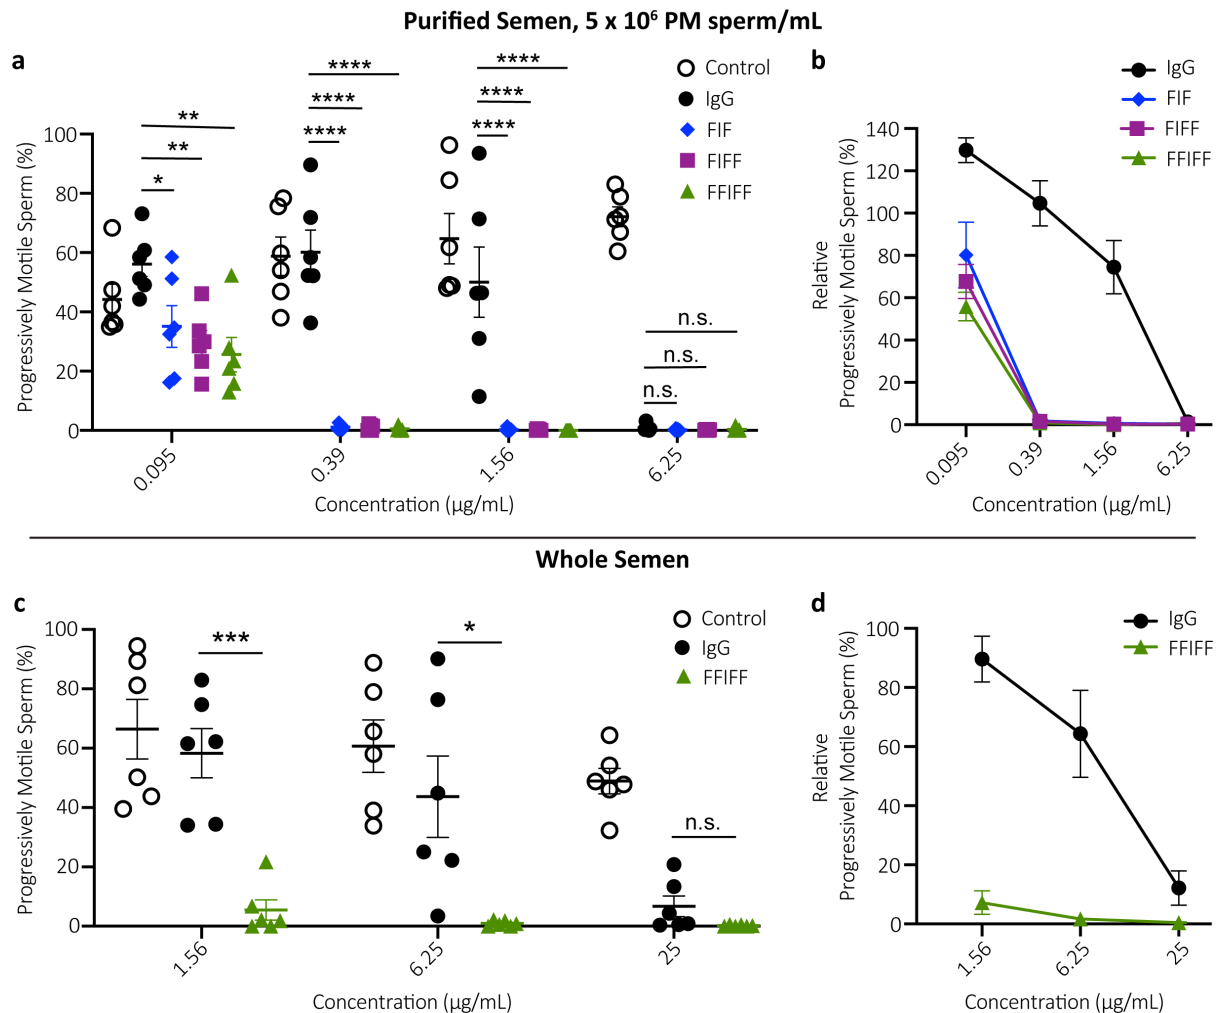 Purified Semen, 5 x 10⁶ PM sperm/mL
a
Progressively Motile Sperm (%)
100
80
60
40
20
0
*
**
**
****
****
****
****
****
****
n.s.
n.s.
n.s.
0.095
0.39
1.56
6.25
Concentration (µg/mL)
Control
IgG
FIF
FIFF
FFIFF
b
Relative
Progressively Motile Sperm (%)
140
120
100
80
60
40
20
0
0.095
0.39
1.56
6.25
Concentration (µg/mL)
IgG
FIF
FIFF
FFIFF
Whole Semen
c
Progressively Motile Sperm (%)
100
80
60
40
20
0
***
*
n.s.
1.56
6.25
25
Concentration (µg/mL)
Control
IgG
FFIFF
d
Relative
Progressively Motile Sperm (%)
100
80
60
40
20
0
1.56
6.25
25
Concentration (µg/mL)
IgG
FFIFF